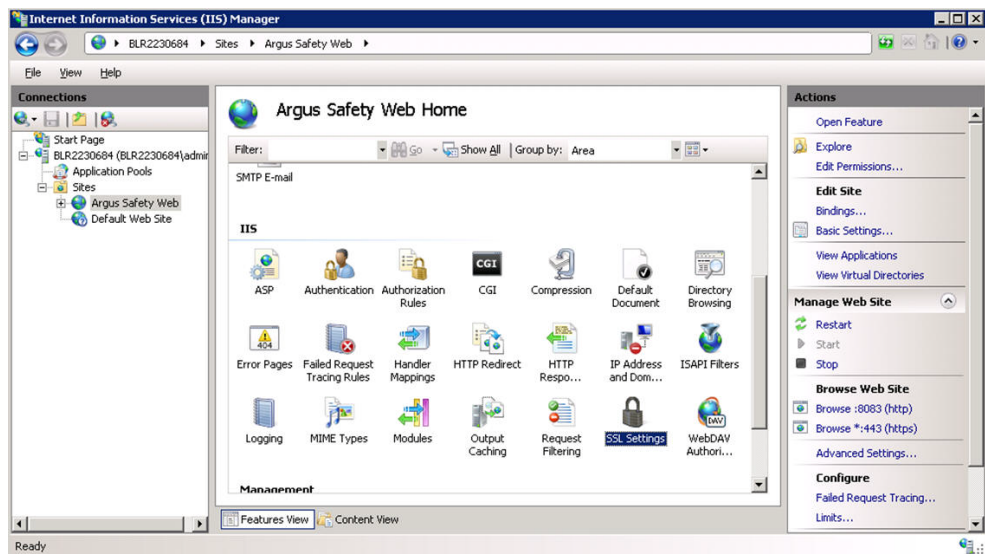 Internet Information Services (IIS) Manager
BLR2230684 Sites Argus Safety Web
File View Help
Connections
Start Page
BLR2230684 (BLR2230684\admir
Application Pools
Sites
Argus Safety Web
Default Web Site
Argus Safety Web Home
Filter: Go Show All Group by: Area
SMTP E-mail
IIS
ASP Authentication Authorization Rules CGI Compression Default Document Directory Browsing
CGI
404
Error Pages Failed Request Tracing Rules Handler Mappings HTTP Redirect HTTP Respo... IP Address and Dom... ISAPI Filters
DAV
Logging MIME Types Modules Output Caching Request Filtering SSL Settings WebDAV Authori...
Management
Features View Content View
Actions
Open Feature
Explore
Edit Permissions...
Edit Site
Bindings...
Basic Settings...
View Applications
View Virtual Directories
Manage Web Site
Restart
Start
Stop
Browse Web Site
Browse :8083 (http)
Browse *:443 (https)
Advanced Settings...
Configure
Failed Request Tracing...
Limits...
Ready